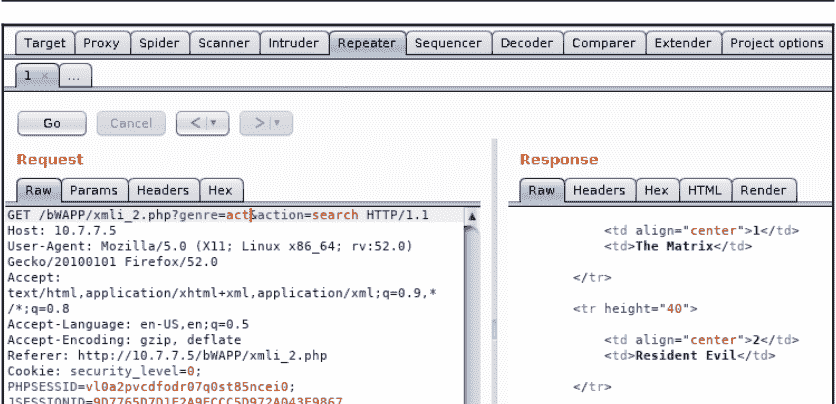 Target Proxy Spider Scanner Intruder Repeater Sequencer Decoder Comparer Extender Project options
1 × ...
Go Cancel < | ▾ > | ▾
Request
Raw Params Headers Hex
GET /bWAPP/xmli_2.php?genre=act&action=search HTTP/1.1
Host: 10.7.7.5
User-Agent: Mozilla/5.0 (X11; Linux x86_64; rv:52.0)
Gecko/20100101 Firefox/52.0
Accept:
text/html,application/xhtml+xml,application/xml;q=0.9,*
/*;q=0.8
Accept-Language: en-US,en;q=0.5
Accept-Encoding: gzip, deflate
Referer: http://10.7.7.5/bWAPP/xmli_2.php
Cookie: security_level=0;
PHPSESSID=vl0a2pvcdfodr07q0st85ncei0;
Response
Raw Headers Hex HTML Render
<td align="center">1</td>
<td>The Matrix</td>
</tr>
<tr height="40">
<td align="center">2</td>
<td>Resident Evil</td>
</tr>